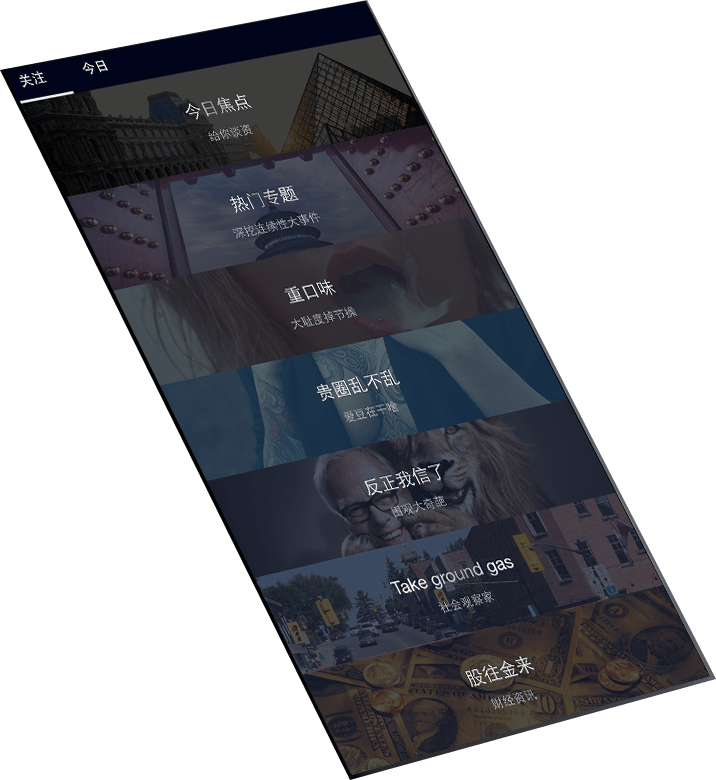 关注 今日
今日焦点
给你谈资
热门专题
深挖连续性大事件
重口味
大耻度掉节操
贵圈乱不乱
爱豆在干啥
反正我信了
围观大奇葩
Take ground gas
社会观察家
股往金来
财经资讯